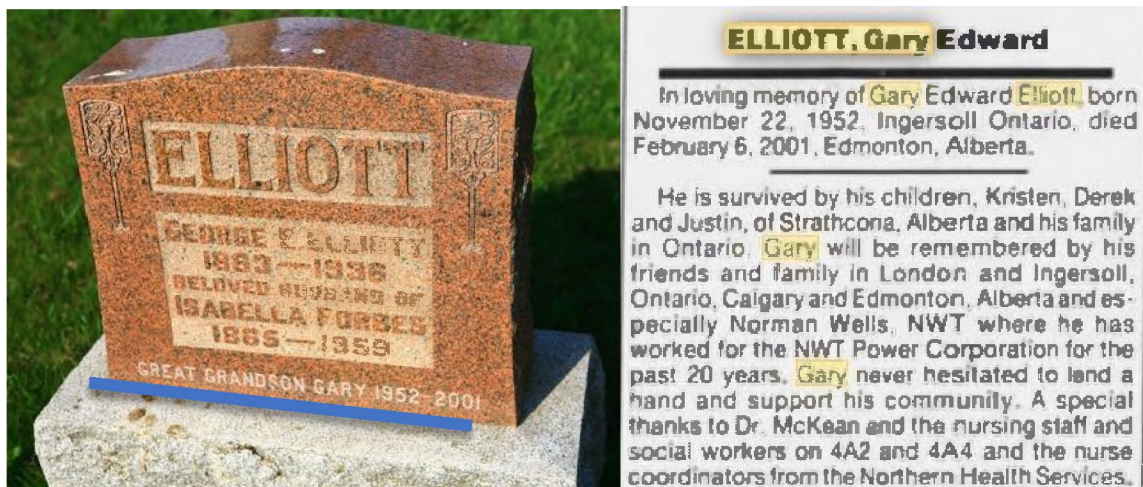 ELLIOTT
GEORGE E. ELLIOTT
1863—1936
BELOVED HUSBAND OF
ISABELLA FORBES
1865—1959
GREAT GRANDSON GARY 1952-2001
ELLIOTT, Gary Edward
In loving memory of Gary Edward Elliott, born
November 22, 1952, Ingersoll Ontario, died
February 6, 2001, Edmonton, Alberta.
He is survived by his children, Kristen, Derek
and Justin, of Strathcona, Alberta and his family
in Ontario. Gary will be remembered by his
friends and family in London and Ingersoll,
Ontario, Calgary and Edmonton, Alberta and es-
pecially Norman Wells, NWT where he has
worked for the NWT Power Corporation for the
past 20 years. Gary never hesitated to lend a
hand and support his community. A special
thanks to Dr. McKean and the nursing staff and
social workers on 4A2 and 4A4 and the nurse
coordinators from the Northern Health Services.